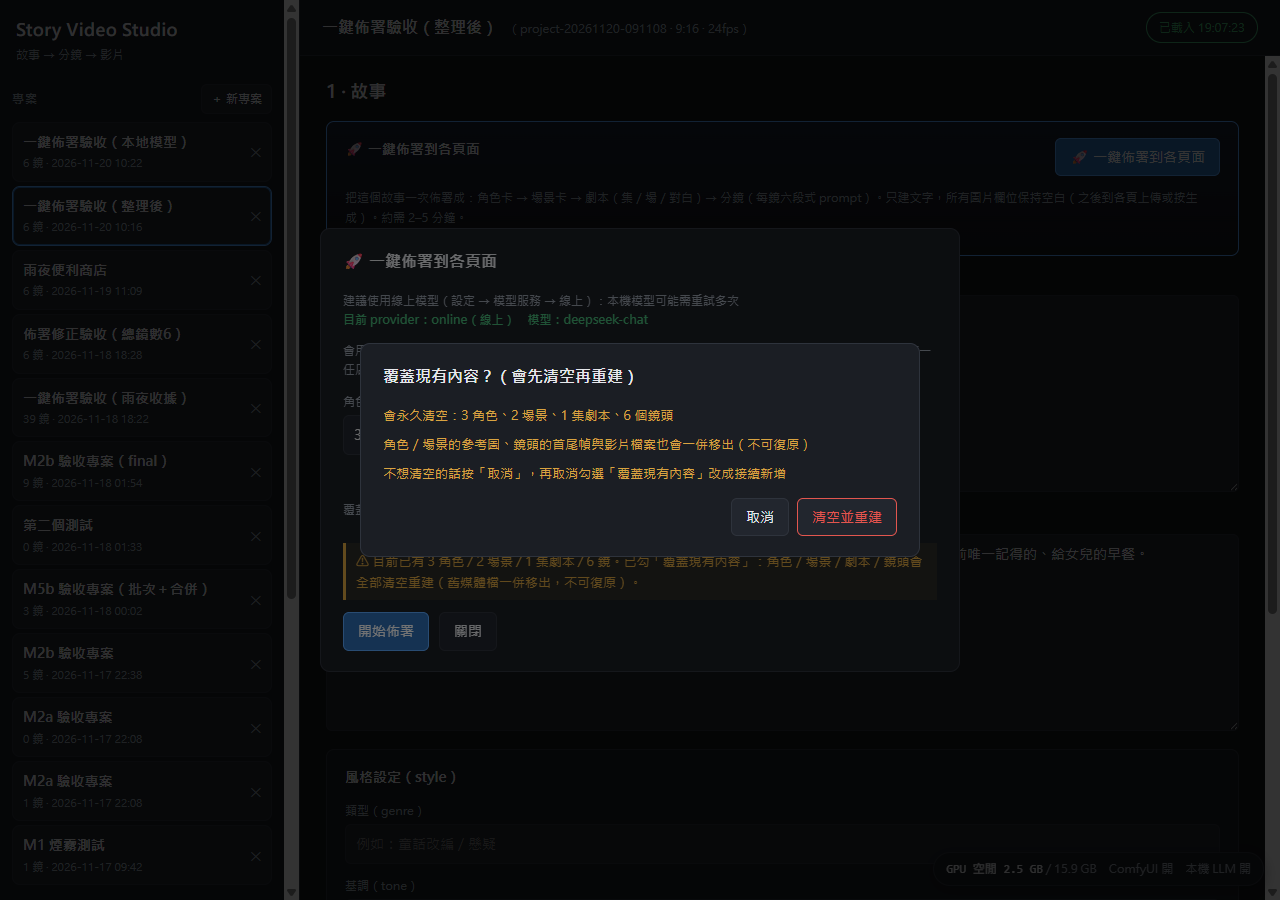 Story Video Studio
故事 → 分鏡 → 影片
專案
+ 新專案
一鍵佈署驗收（本地模型）
6 鏡 · 2026-11-20 10:22
一鍵佈署驗收（整理後）
6 鏡 · 2026-11-20 10:16
雨夜便利商店
6 鏡 · 2026-11-19 11:09
佈署修正驗收（總鏡數6）
6 鏡 · 2026-11-18 18:28
一鍵佈署驗收（雨夜收據）
39 鏡 · 2026-11-18 18:22
M2b 驗收專案（final）
9 鏡 · 2026-11-18 01:54
第二個測試
0 鏡 · 2026-11-18 01:33
M5b 驗收專案（批次＋合併）
3 鏡 · 2026-11-18 00:02
M2b 驗收專案
5 鏡 · 2026-11-17 22:38
M2a 驗收專案
0 鏡 · 2026-11-17 22:08
M2a 驗收專案
1 鏡 · 2026-11-17 22:08
M1 煙霧測試
1 鏡 · 2026-11-17 09:42
一鍵佈署驗收（整理後）（project-20261120-091108 · 9:16 · 24fps）
已載入 19:07:23
1 · 故事
🚀 一鍵佈署到各頁面
🚀 一鍵佈署到各頁面
把這個故事一次佈署成：角色卡 → 場景卡 → 劇本（集 / 場 / 對白）→ 分鏡（每鏡六段式 prompt）。只建文字，所有圖片欄位保持空白（之後到各頁上傳或按生
成）。約需 2–5 分鐘。
🚀 一鍵佈署到各頁面
建議使用線上模型（設定 → 模型服務 → 線上）：本機模型可能需重試多次
目前 provider：online（線上） 模型：deepseek-chat
會用
任
角色
3
覆蓋
覆蓋現有內容？（會先清空再重建）
會永久清空：3 角色、2 場景、1 集劇本、6 個鏡頭
角色 / 場景的參考圖、鏡頭的首尾幀與影片檔案也會一併移出（不可復原）
不想清空的話按「取消」，再取消勾選「覆蓋現有內容」改成接續新增
取消
清空並重建
前唯一記得的、給女兒的早餐。
⚠ 目前已有 3 角色 / 2 場景 / 1 集劇本 / 6 鏡。已勾「覆蓋現有內容」：角色 / 場景 / 劇本 / 鏡頭會
全部清空重建（舊媒體檔一併移出，不可復原）。
開始佈署
關閉
風格設定（style）
類型（genre）
例如：童話改編 / 懸疑
基調（tone）
GPU 空閒 2.5 GB / 15.9 GB ComfyUI 開 本機 LLM 開